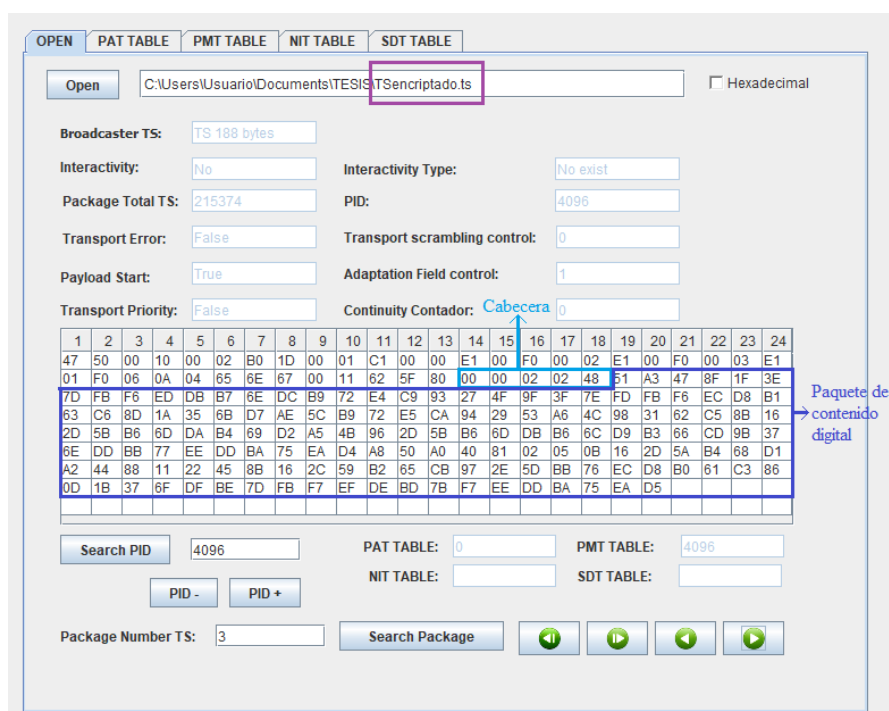 OPEN PAT TABLE PMT TABLE NIT TABLE SDT TABLE
Open C:\Users\Usuario\Documents\TESIS\TSencriptado.ts Hexadecimal
Broadcaster TS: TS 188 bytes
Interactivity: No Interactivity Type: No exist
Package Total TS: 215374 PID: 4096
Transport Error: False Transport scrambling control: 0
Payload Start: True Adaptation Field control: 1
Transport Priority: False Continuity Contador: Cabecera 0
1 2 3 4 5 6 7 8 9 10 11 12 13 14 15 16 17 18 19 20 21 22 23 24
47 50 00 10 00 02 B0 1D 00 01 C1 00 00 E1 00 F0 00 02 E1 00 F0 00 03 E1
01 F0 06 0A 04 65 6E 67 00 11 62 5F 80 00 00 02 02 48 51 A3 47 8F 1F 3E
7D FB F6 ED DB B7 6E DC B9 72 E4 C9 93 27 4F 9F 3F 7E FD FB F6 EC D8 B1
63 C6 8D 1A 35 6B D7 AE 5C B9 72 E5 CA 94 29 53 A6 4C 98 31 62 C5 8B 16
2D 5B B6 6D DA B4 69 D2 A5 4B 96 2D 5B B6 6D DB B6 6C D9 B3 66 CD 9B 37
6E DD BB 77 EE DD BA 75 EA D4 A8 50 A0 40 81 02 05 0B 16 2D 5A B4 68 D1
A2 44 88 11 22 45 8B 16 2C 59 B2 65 CB 97 2E 5D BB 76 EC D8 B0 61 C3 86
0D 1B 37 6F DF BE 7D FB F7 EF DE BD 7B F7 EE DD BA 75 EA D5
Paquete de
contenido
digital
Search PID 4096 PAT TABLE: 0 PMT TABLE: 4096
PID - PID + NIT TABLE: SDT TABLE:
Package Number TS: 3 Search Package